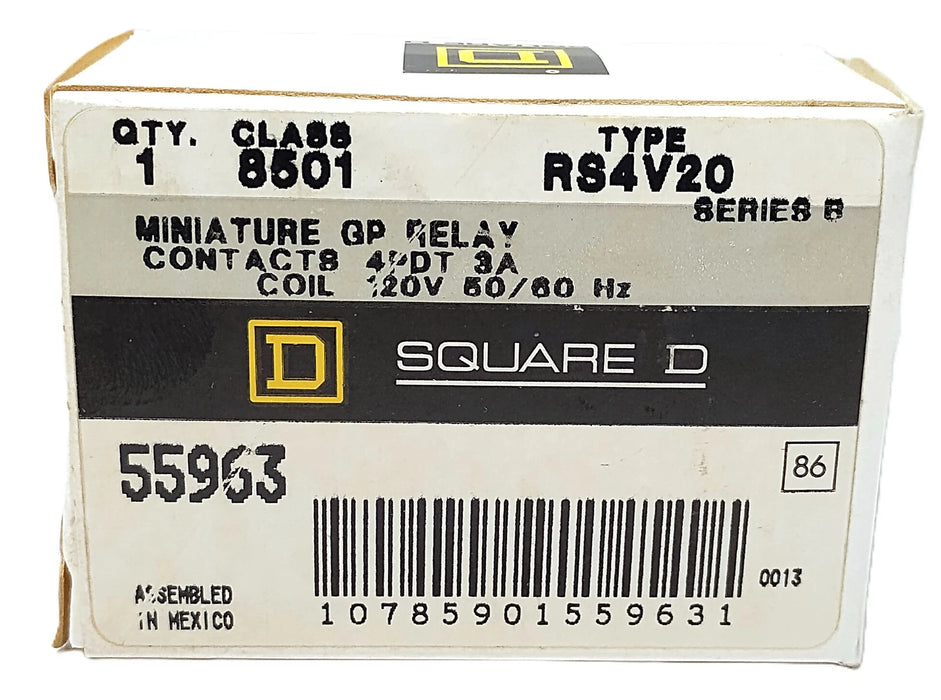 D
QTY. CLASS TYPE
1 8501 RS4V20
SERIES B
MINIATURE GP RELAY
CONTACTS 4PDT 3A
COIL 120V 50/60 Hz
D SQUARE D
55963
86
0013
ASSEMBLED
IN MEXICO
10785901559631